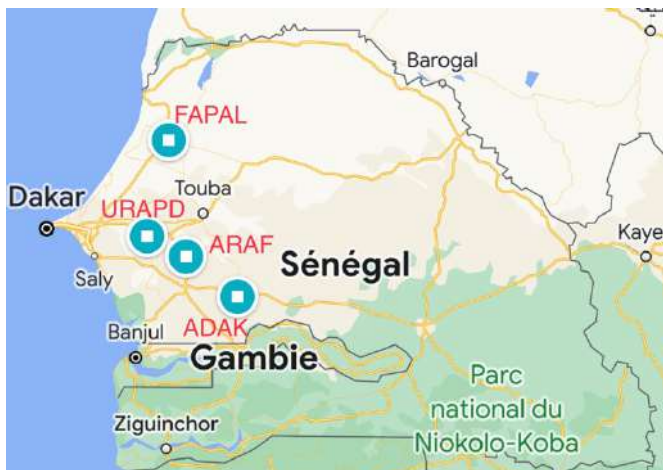 Barogal
FAPAL
Touba
Dakar
URAPD
ARAF
Kaye
Sénégal
Saly
ADAK
Banjul
Gambie
Parc
national du
Niokolo-Koba
Ziguinchor